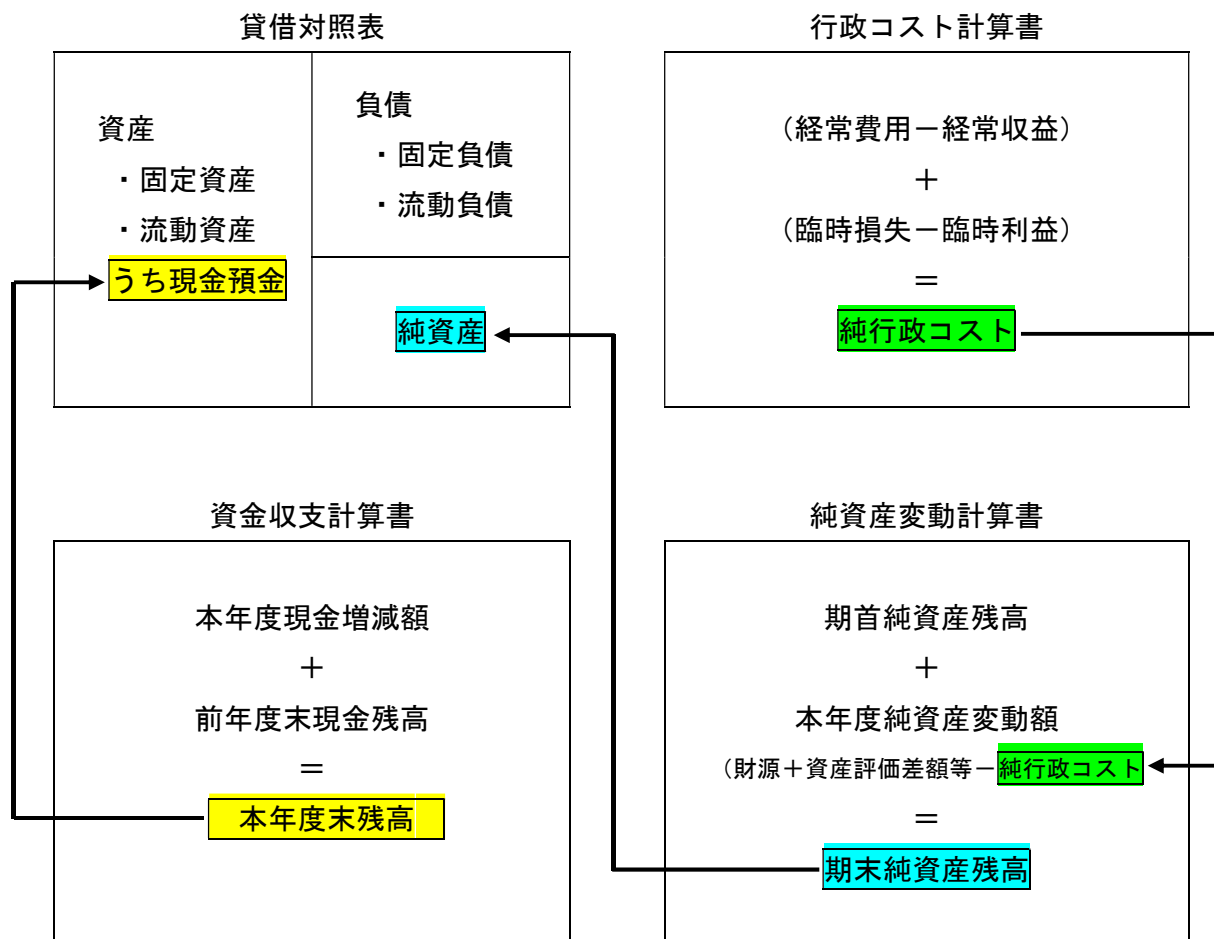 貸借対照表
資産
・固定資産
・流動資産
うち現金預金
負債
・固定負債
・流動負債
純資産
行政コスト計算書
（経常費用－経常収益）
＋
（臨時損失－臨時利益）
＝
純行政コスト
資金収支計算書
本年度現金増減額
＋
前年度末現金残高
＝
本年度末残高
純資産変動計算書
期首純資産残高
＋
本年度純資産変動額
（財源＋資産評価差額等－純行政コスト
＝
期末純資産残高